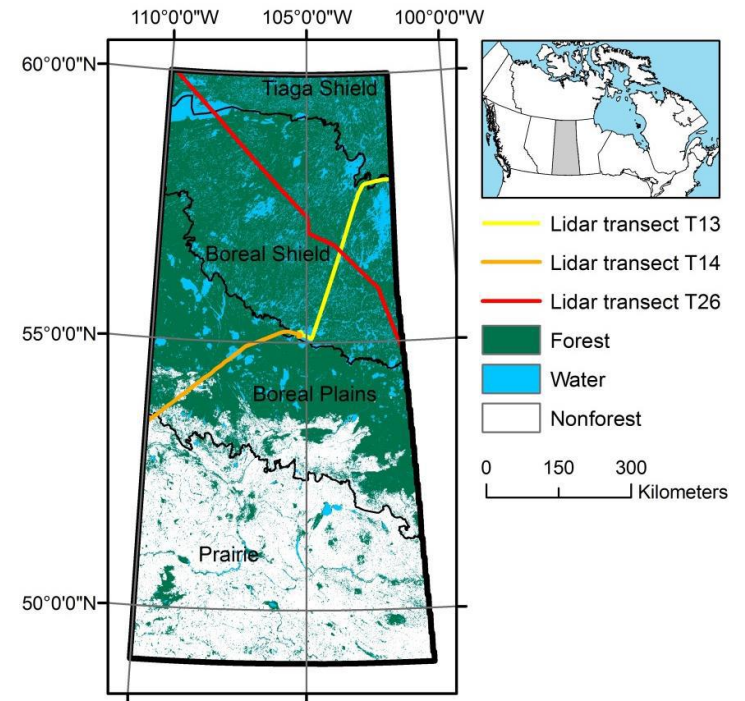 110°0'0"W
105°0'0"W
100°0'0"W
60°0'0"N
55°0'0"N
50°0'0"N
Tiaga Shield
Boreal Shield
Boreal Plains
Prairie
Lidar transect T13
Lidar transect T14
Lidar transect T26
Forest
Water
Nonforest
0 150 300
Kilometers